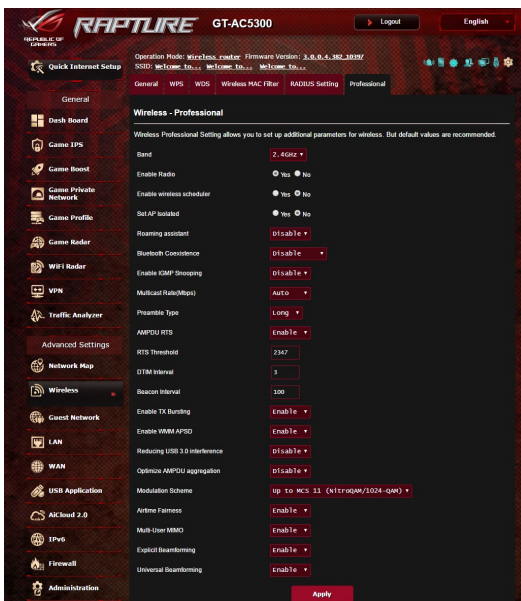 REPUBLIC OF
GAMERS
RAPTURE GT-AC5300 Logout English
Quick Internet Setup
Operation Mode: Wireless router Firmware Version: 3.0.0.4.382_10397
SSID: Welcome to... Welcome to... Welcome to...
General WPS WDS Wireless MAC Filter RADIUS Setting Professional
General
Dash Board
Game IPS
Game Boost
Game Private
Network
Game Profile
Game Radar
WiFi Radar
VPN
Traffic Analyzer
Advanced Settings
Network Map
Wireless
Guest Network
LAN
WAN
USB Application
AiCloud 2.0
IPv6
Firewall
Administration
Wireless - Professional
Wireless Professional Setting allows you to set up additional parameters for wireless. But default values are recommended.
Band 2.4GHz
Enable Radio Yes No
Enable wireless scheduler Yes No
Set AP Isolated Yes No
Roaming assistant Disable
Bluetooth Coexistence Disable
Enable IGMP Snooping Disable
Multicast Rate(Mbps) Auto
Preamble Type Long
AMPDU RTS Enable
RTS Threshold 2347
DTIM Interval 3
Beacon Interval 100
Enable TX Bursting Enable
Enable WMM APSD Enable
Reducing USB 3.0 interference Disable
Optimize AMPDU aggregation Disable
Modulation Scheme Up to MCS 11 (NitroQAM/1024-QAM)
Airtime Fairness Enable
Multi-User MIMO Enable
Explicit Beamforming Enable
Universal Beamforming Enable
Apply